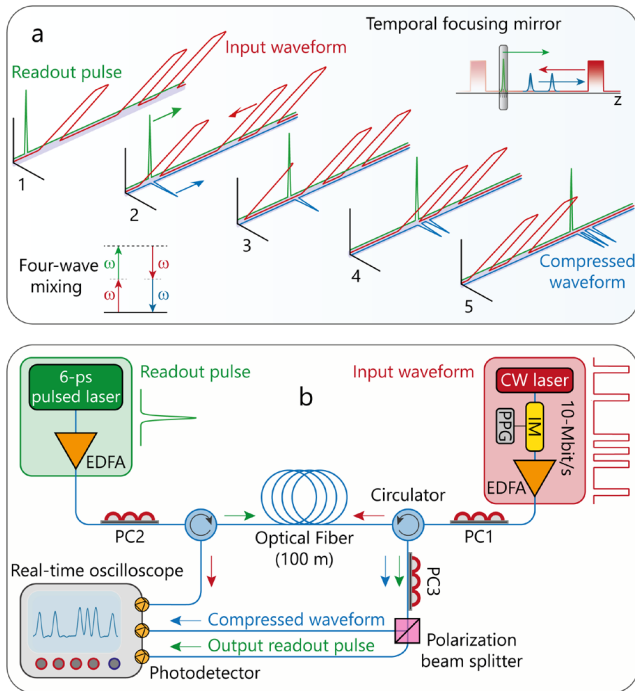 a
Temporal focusing mirror
Input waveform
Readout pulse
z
1
2
3
4
5
Four-wave
mixing
ω
ω
ω
ω
Compressed
waveform
b
6-ps
pulsed laser
EDFA
Readout pulse
Input waveform
CW laser
PPG
IM
10-Mbit/s
EDFA
PC2
Optical Fiber
(100 m)
Circulator
PC1
PC3
Real-time oscilloscope
Compressed waveform
Output readout pulse
Photodetector
Polarization
beam splitter